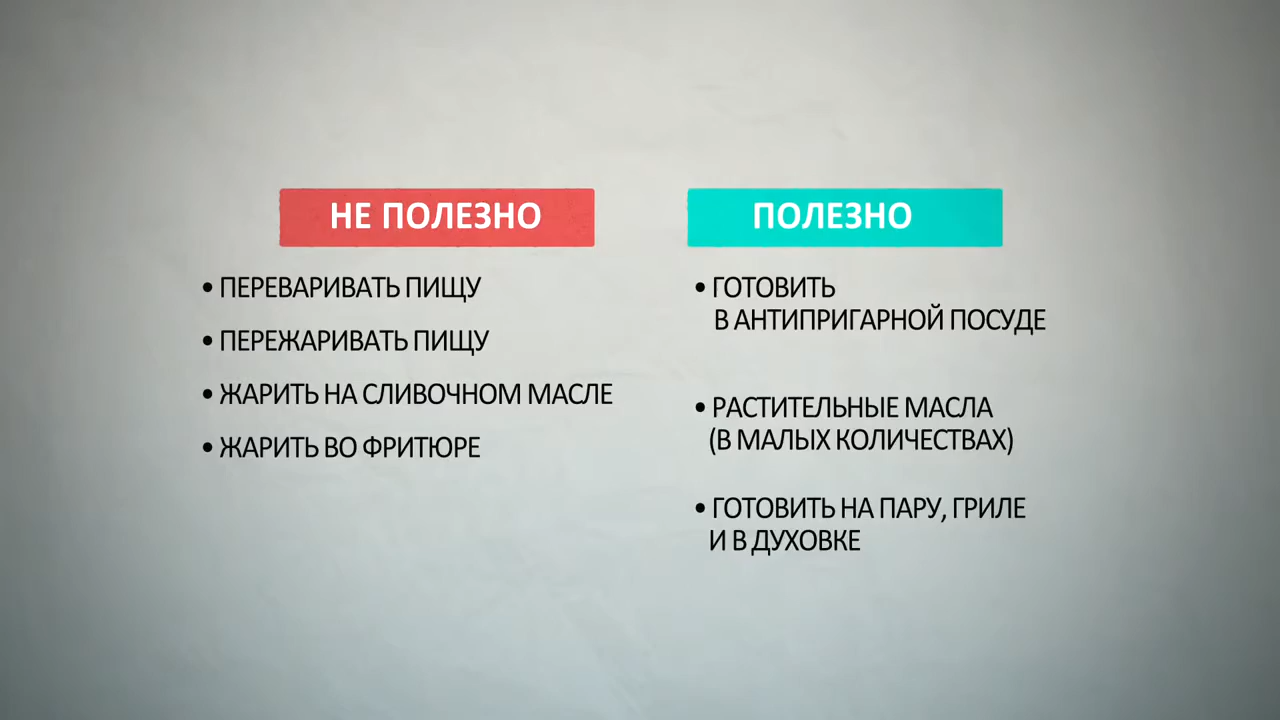 НЕ ПОЛЕЗНО
• ПЕРЕВАРИВАТЬ ПИЩУ
• ПЕРЕЖАРИВАТЬ ПИЩУ
• ЖАРИТЬ НА СЛИВОЧНОМ МАСЛЕ
• ЖАРИТЬ ВО ФРИТЮРЕ
ПОЛЕЗНО
• ГОТОВИТЬ
В АНТИПРИГАРНОЙ ПОСУДЕ
• РАСТИТЕЛЬНЫЕ МАСЛА
(В МАЛЫХ КОЛИЧЕСТВАХ)
• ГОТОВИТЬ НА ПАРУ, ГРИЛЕ
И В ДУХОВКЕ